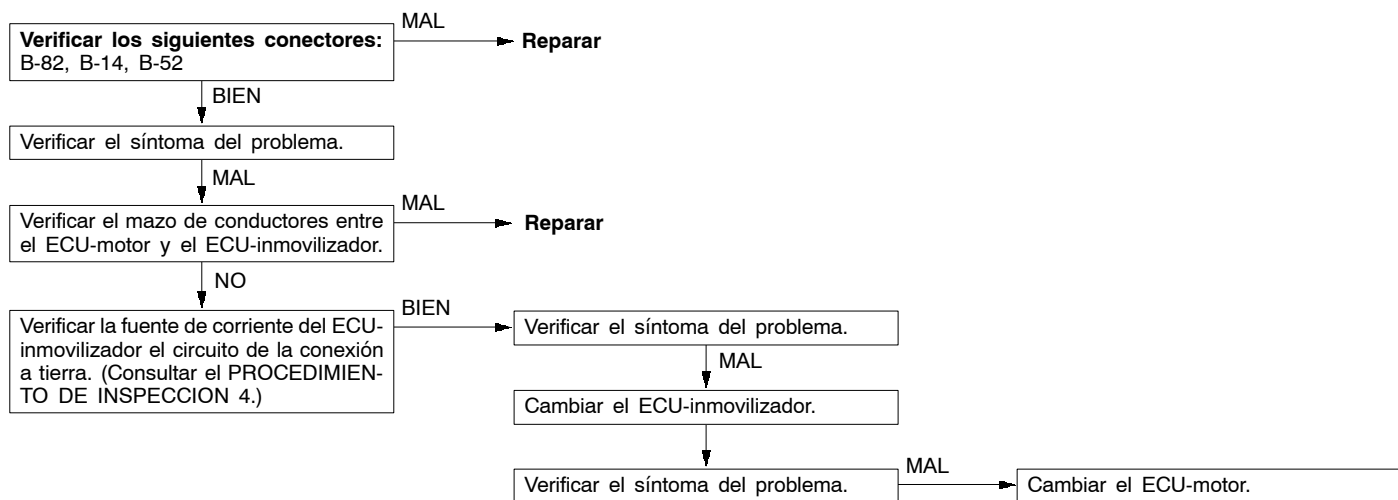 Verificar los siguientes conectores:
B-82, B-14, B-52
MAL
Reparar
BIEN
Verificar el síntoma del problema.
MAL
Verificar el mazo de conductores entre
el ECU-motor y el ECU-inmovilizador.
MAL
Reparar
NO
Verificar la fuente de corriente del ECU-
inmovilizador el circuito de la conexión
a tierra. (Consultar el PROCEDIMIEN-
TO DE INSPECCION 4.)
BIEN
Verificar el síntoma del problema.
MAL
Cambiar el ECU-inmovilizador.
Verificar el síntoma del problema.
MAL
Cambiar el ECU-motor.